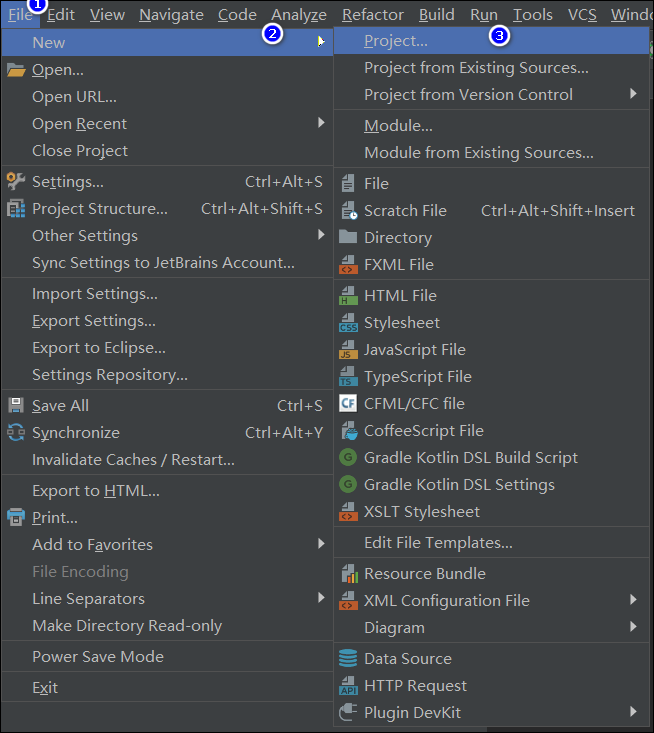 File Edit View Navigate Code Analyze Refactor Build Run Tools VCS Windo
1
2
3
New
Open...
Open URL...
Open Recent
Close Project
Settings... Ctrl+Alt+S
Project Structure... Ctrl+Alt+Shift+S
Other Settings
Sync Settings to JetBrains Account...
Import Settings...
Export Settings...
Export to Eclipse...
Settings Repository...
Save All Ctrl+S
Synchronize Ctrl+Alt+Y
Invalidate Caches / Restart...
Export to HTML...
Print...
Add to Favorites
File Encoding
Line Separators
Make Directory Read-only
Power Save Mode
Exit
Project...
Project from Existing Sources...
Project from Version Control
Module...
Module from Existing Sources...
File
Scratch File Ctrl+Alt+Shift+Insert
Directory
FXML File
H HTML File
CSS Stylesheet
JS JavaScript File
TS TypeScript File
CF CFML/CFC file
CoffeeScript File
G Gradle Kotlin DSL Build Script
G Gradle Kotlin DSL Settings
XSLT Stylesheet
Edit File Templates...
Resource Bundle
XML Configuration File
Diagram
Data Source
API HTTP Request
Plugin DevKit